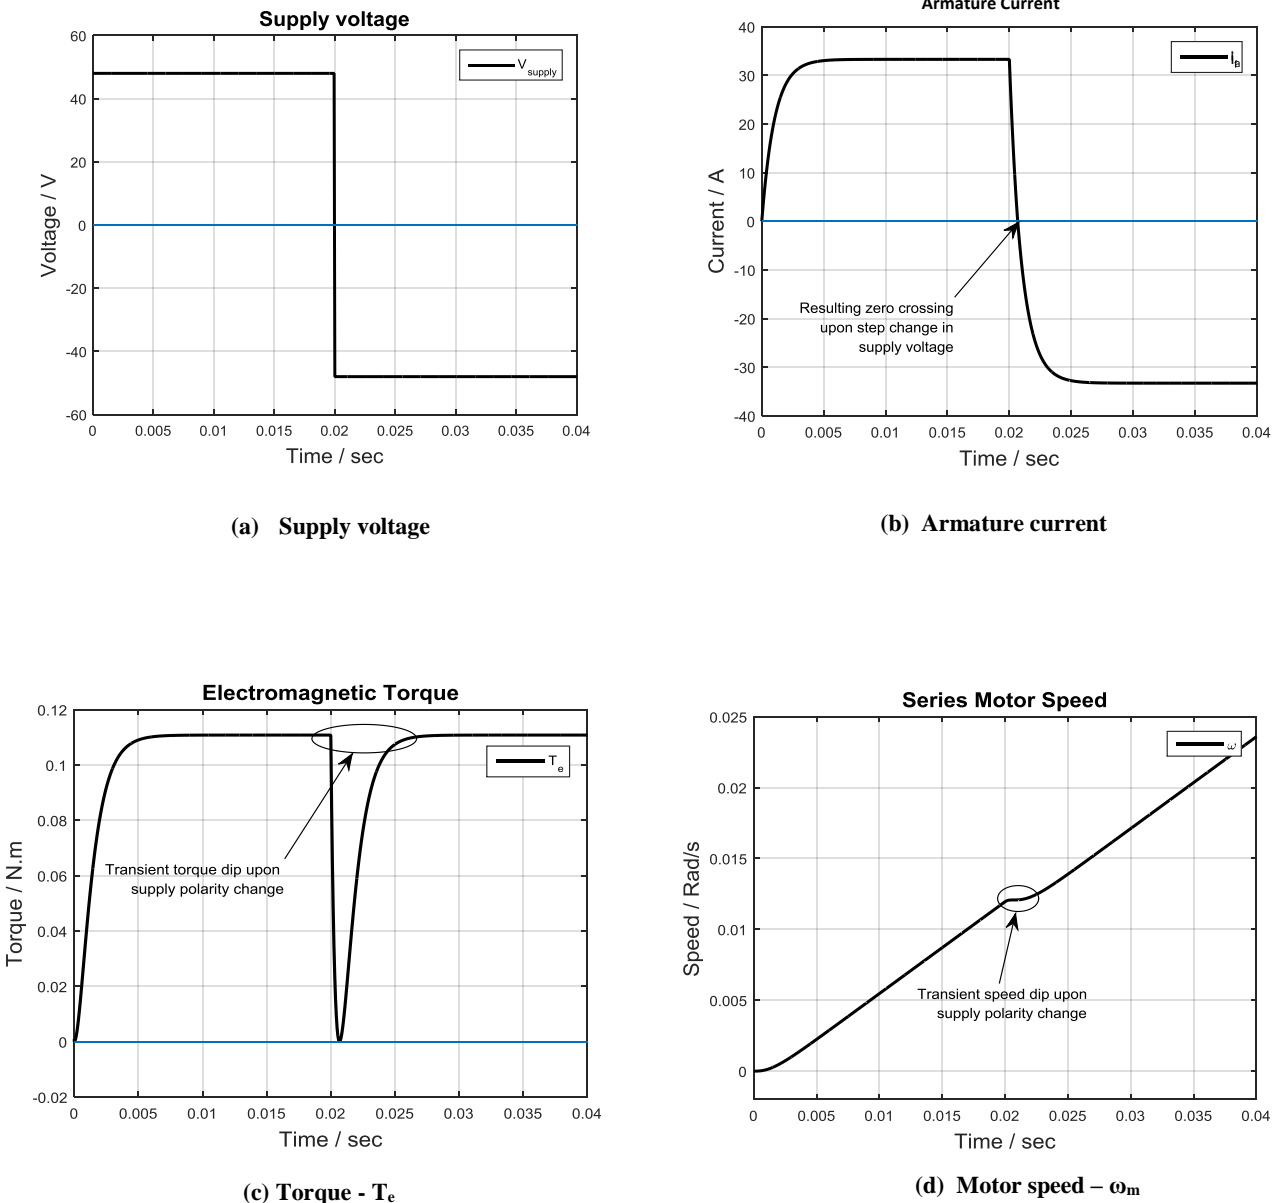 Supply voltage
60
40
20
0
-20
-40
-60
Voltage / V
V supply
0 0.005 0.01 0.015 0.02 0.025 0.03 0.035 0.04
Time / sec
(a) Supply voltage
Armature Current
40
30
20
10
0
-10
-20
-30
-40
Current / A
Resulting zero crossing
upon step change in
supply voltage
0 0.005 0.01 0.015 0.02 0.025 0.03 0.035 0.04
Time / sec
(b) Armature current
Electromagnetic Torque
0.12
0.1
0.08
0.06
0.04
0.02
0
-0.02
Torque / N.m
T e
Transient torque dip upon
supply polarity change
0 0.005 0.01 0.015 0.02 0.025 0.03 0.035 0.04
Time / sec
(c) Torque - Te
Series Motor Speed
0.025
0.02
0.015
0.01
0.005
0
Speed / Rad/s
ω
Transient speed dip upon
supply polarity change
0 0.005 0.01 0.015 0.02 0.025 0.03 0.035 0.04
Time / sec
(d) Motor speed – ωm